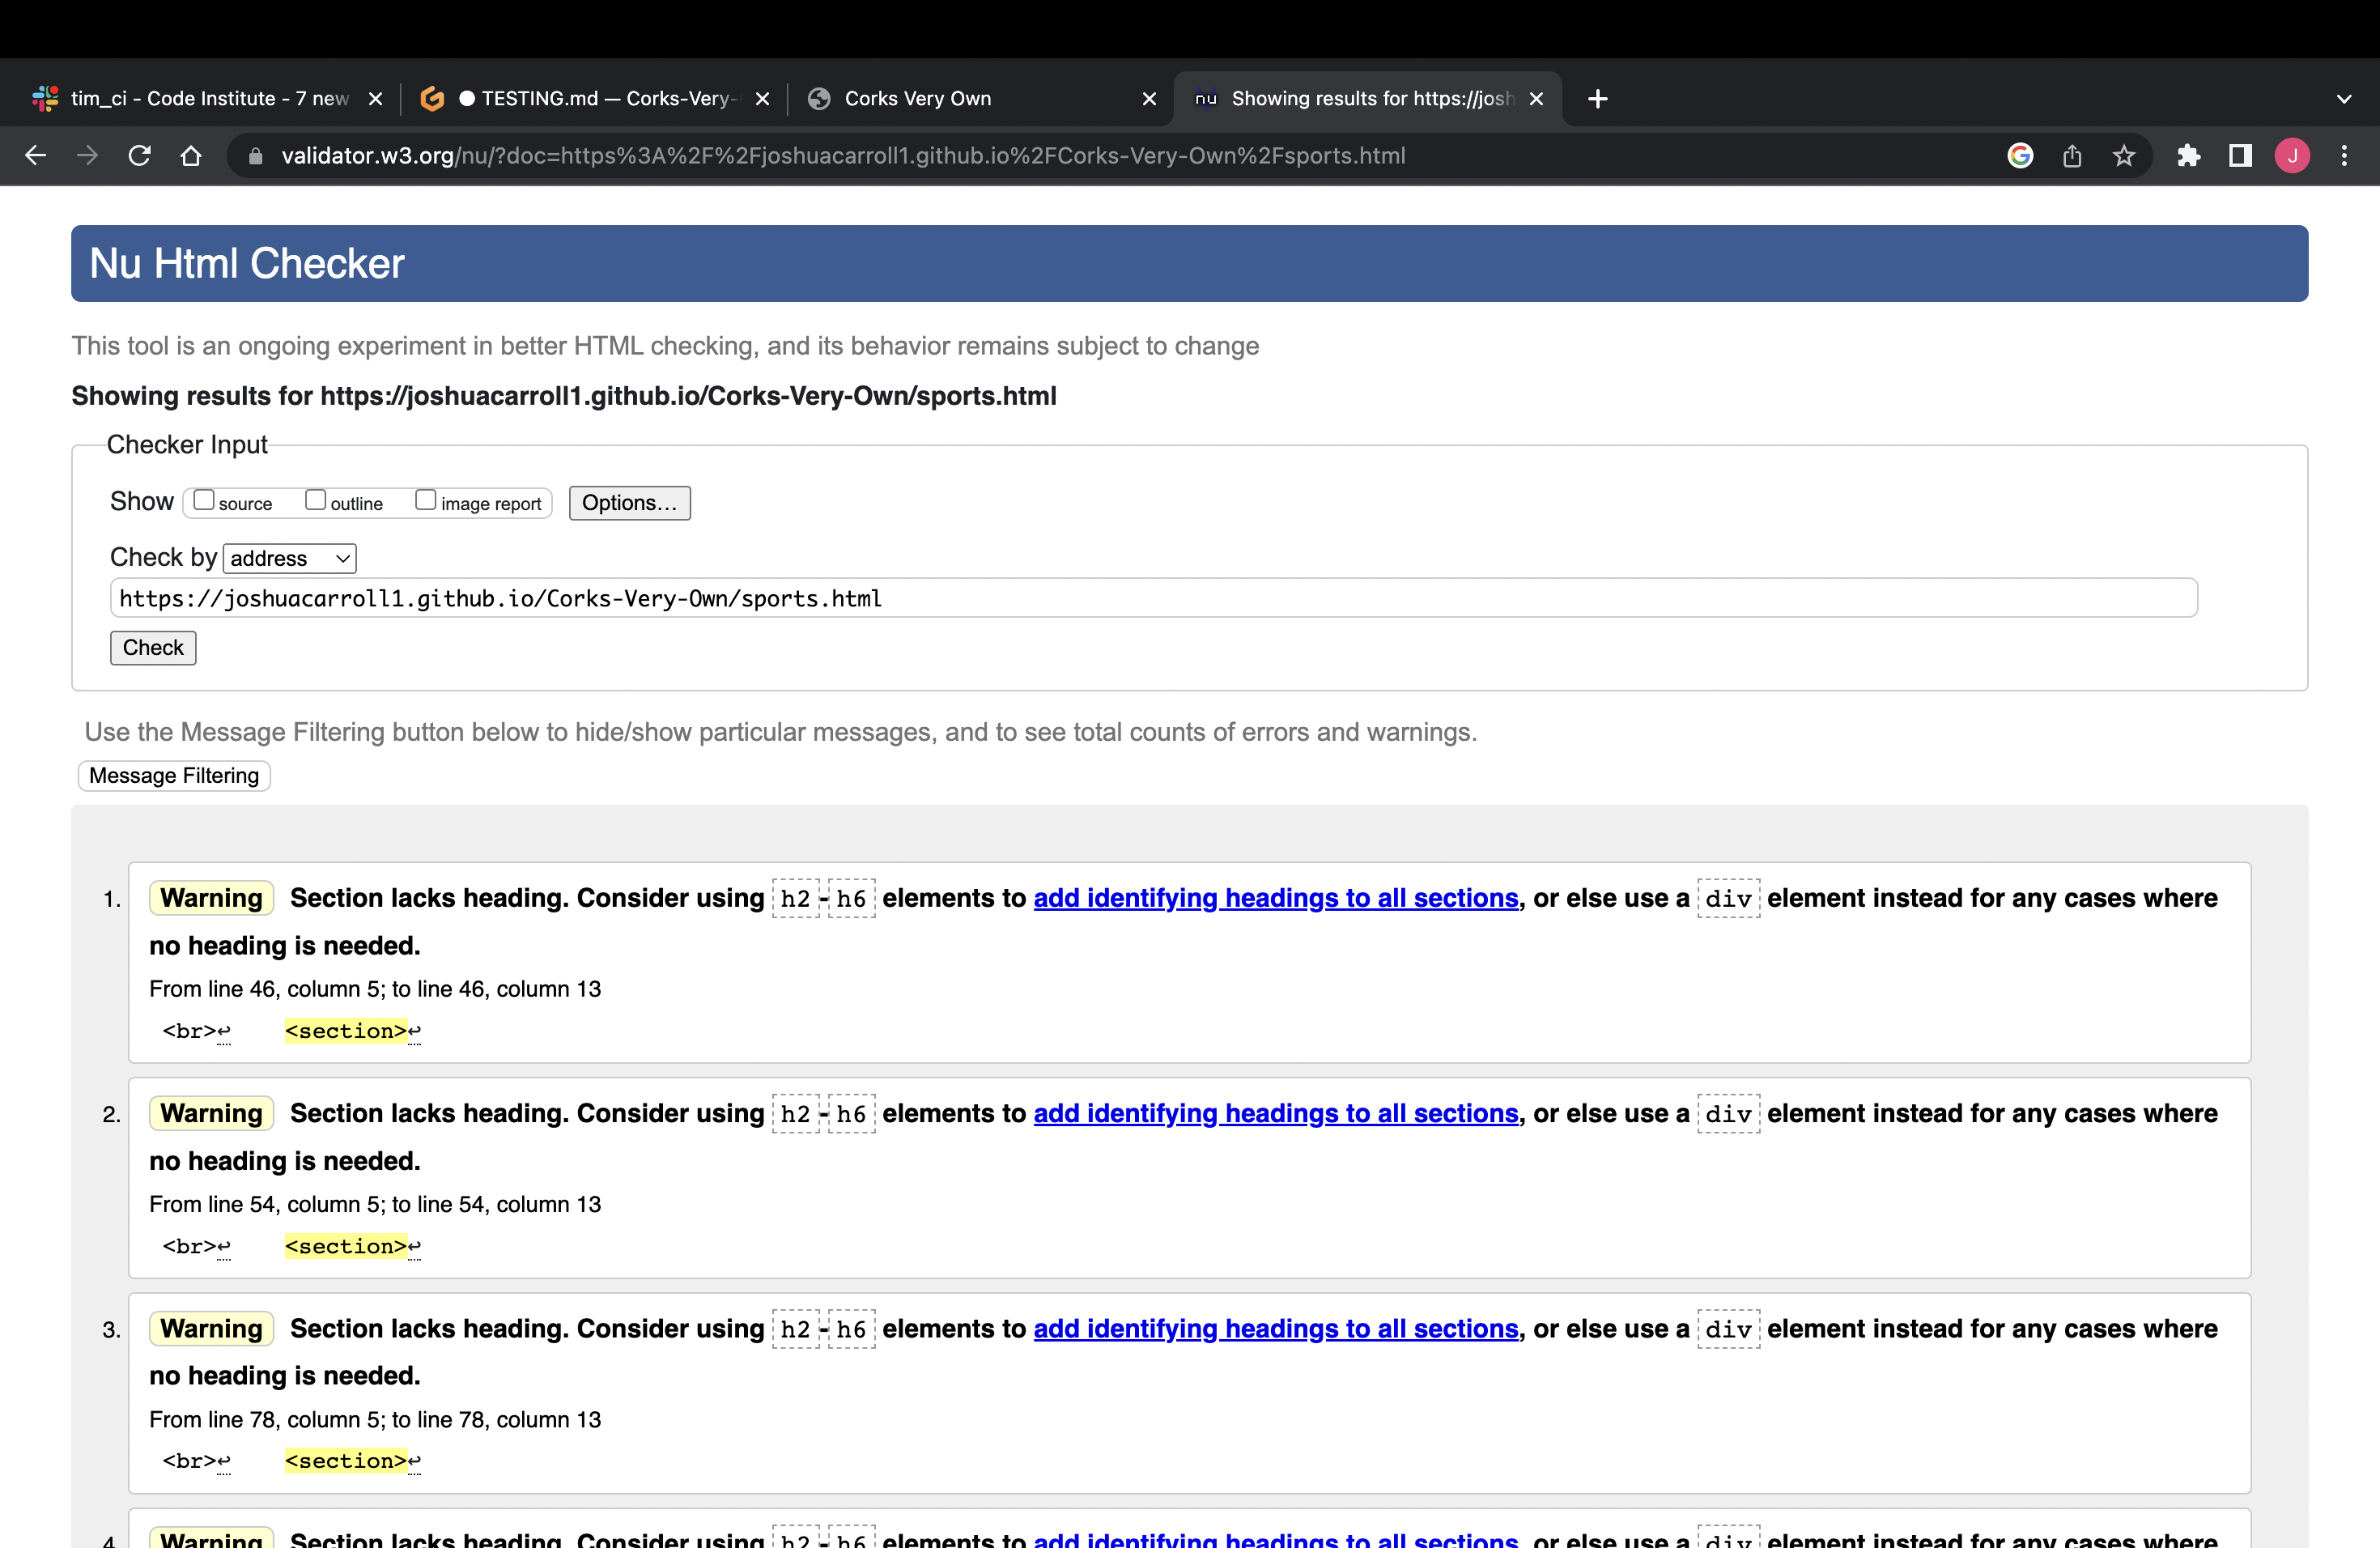 tim_ci - Code Institute - 7 new
TESTING.md — Corks-Very-
Corks Very Own
nu Showing results for https://josh
validator.w3.org/nu/?doc=https%3A%2F%2Fjoshuacarroll1.github.io%2FCorks-Very-Own%2Fsports.html
J
Nu Html Checker
This tool is an ongoing experiment in better HTML checking, and its behavior remains subject to change
Showing results for https://joshuacarroll1.github.io/Corks-Very-Own/sports.html
Checker Input
Show source outline image report Options...
Check by address
https://joshuacarroll1.github.io/Corks-Very-Own/sports.html
Check
Use the Message Filtering button below to hide/show particular messages, and to see total counts of errors and warnings.
Message Filtering
1. Warning Section lacks heading. Consider using h2-h6 elements to add identifying headings to all sections, or else use a div element instead for any cases where
no heading is needed.
From line 46, column 5; to line 46, column 13
<br>↩ <section>↩
2. Warning Section lacks heading. Consider using h2-h6 elements to add identifying headings to all sections, or else use a div element instead for any cases where
no heading is needed.
From line 54, column 5; to line 54, column 13
<br>↩ <section>↩
3. Warning Section lacks heading. Consider using h2-h6 elements to add identifying headings to all sections, or else use a div element instead for any cases where
no heading is needed.
From line 78, column 5; to line 78, column 13
<br>↩ <section>↩
4. Warning Section lacks heading. Consider using h2-h6 elements to add identifying headings to all sections, or else use a div element instead for any cases where